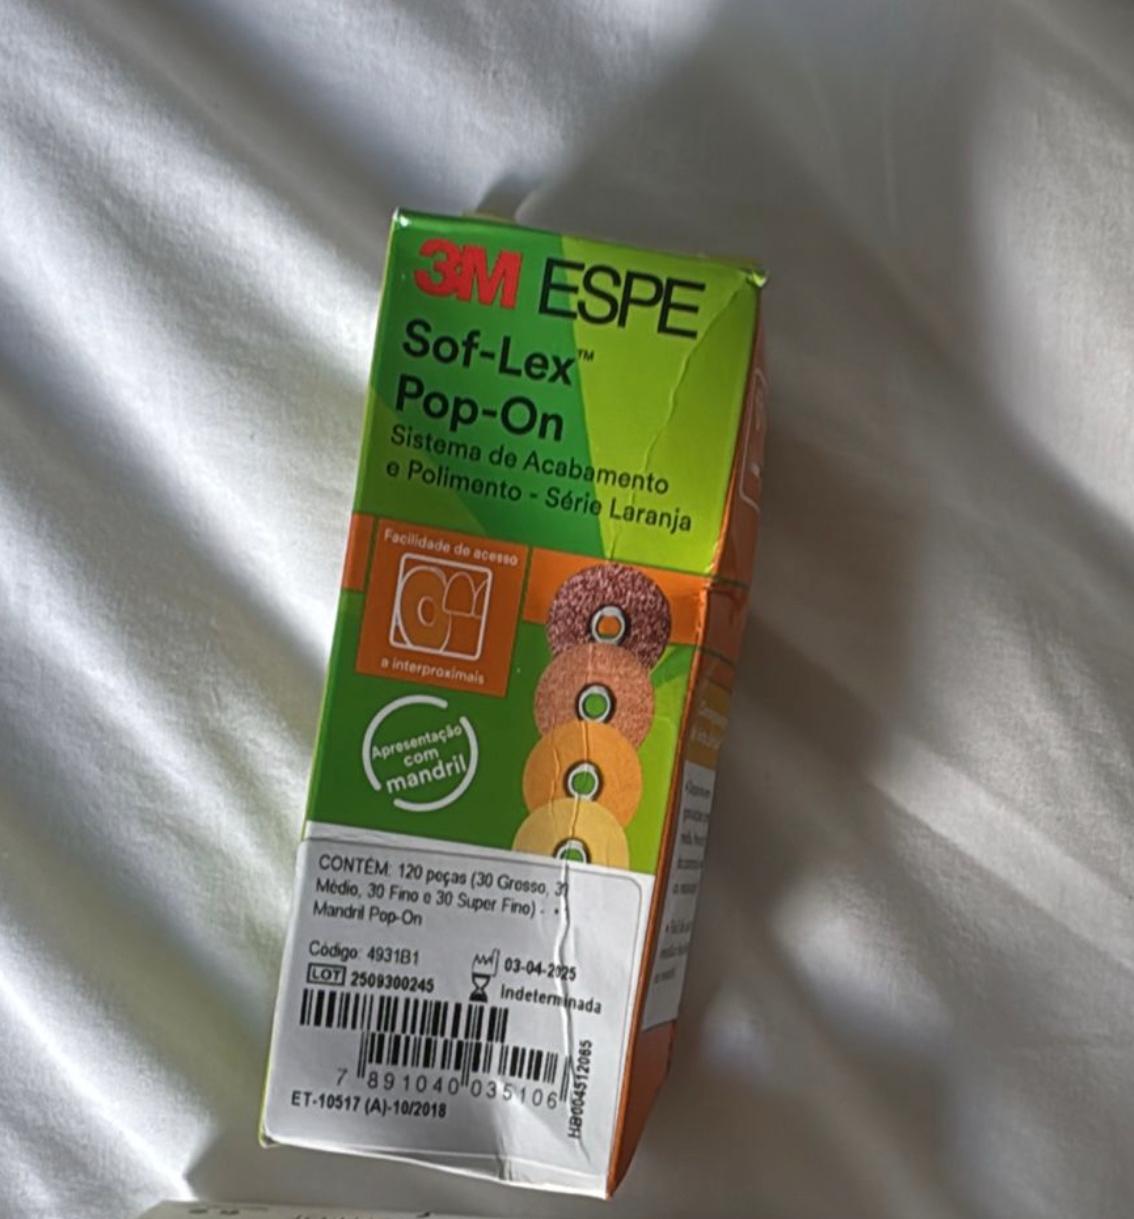 3M ESPE
Sof-Lex™
Pop-On
Sistema de Acabamento
e Polimento - Série Laranja
Facilidade de acesso
a interproximais
Apresentação
com
mandril
CONTÉM: 120 peças (30 Grosso,
Médio, 30 Fino e 30 Super Fino)
Mandril Pop-On
Código: 4931B1
03-04-2025
LOT 2509300245
Indeterminada
7 891040 035106
HB004512065
ET-10517 (A)-10/2018